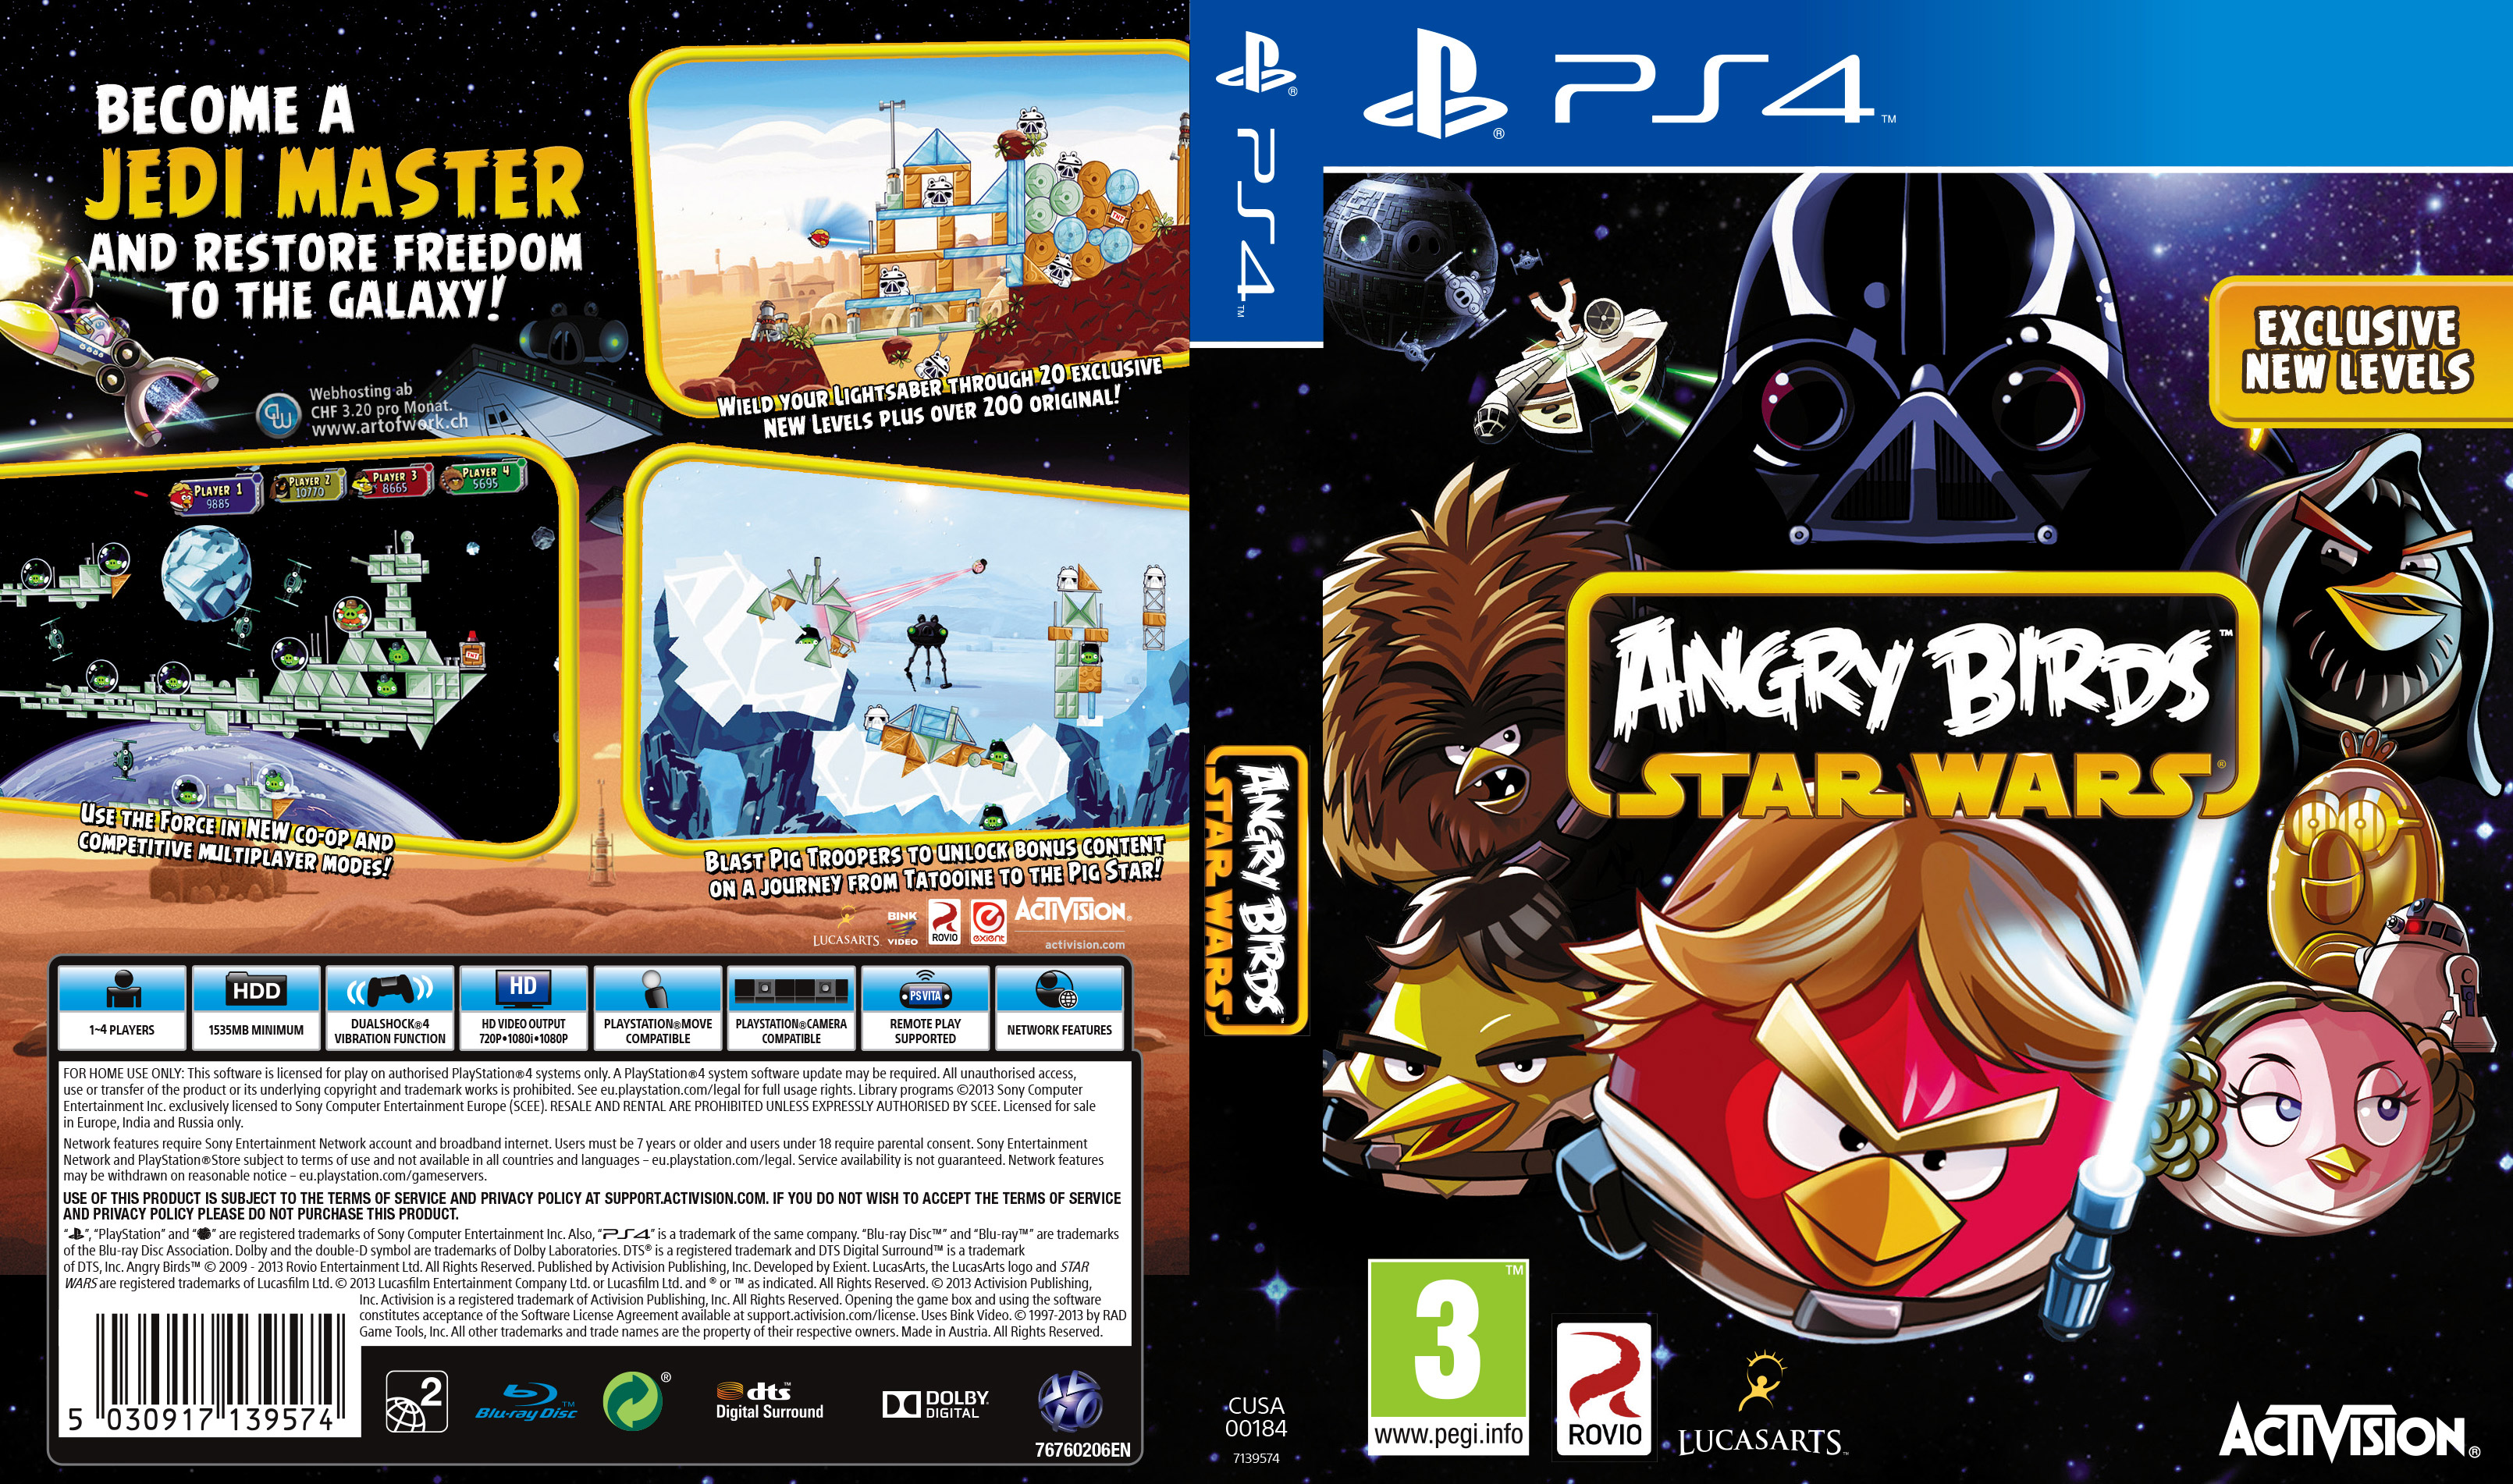 BECOME A
JEDI MASTER
AND RESTORE FREEDOM
TO THE GALAXY!
Webhosting ab
CHF 3.20 pro Monat.
www.artofwork.ch
WIELD YOUR LIGHTSABER THROUGH 20 EXCLUSIVE
NEW LEVELS PLUS OVER 200 ORIGINAL!
TNT
PLAYER 1
9885
PLAYER 2
10770
PLAYER 3
8665
PLAYER 4
5695
TNT
USE THE FORCE IN NEW CO-OP AND
COMPETITIVE MULTIPLAYER MODES!
BLAST PIG TROOPERS TO UNLOCK BONUS CONTENT
ON A JOURNEY FROM TATOOINE TO THE PIG STAR!
LUCASARTS
BINK
VIDEO
ROVIO
exient
ACTIVISION®
activision.com
HDD
HD
PSVITA
1~4 PLAYERS
1535MB MINIMUM
DUALSHOCK®4
VIBRATION FUNCTION
HD VIDEO OUTPUT
720P•1080i•1080P
PLAYSTATION®MOVE
COMPATIBLE
PLAYSTATION®CAMERA
COMPATIBLE
REMOTE PLAY
SUPPORTED
NETWORK FEATURES
FOR HOME USE ONLY: This software is licensed for play on authorised PlayStation®4 systems only. A PlayStation®4 system software update may be required. All unauthorised access,
use or transfer of the product or its underlying copyright and trademark works is prohibited. See eu.playstation.com/legal for full usage rights. Library programs ©2013 Sony Computer
Entertainment Inc. exclusively licensed to Sony Computer Entertainment Europe (SCEE). RESALE AND RENTAL ARE PROHIBITED UNLESS EXPRESSLY AUTHORISED BY SCEE. Licensed for sale
in Europe, India and Russia only.
Network features require Sony Entertainment Network account and broadband internet. Users must be 7 years or older and users under 18 require parental consent. Sony Entertainment
Network and PlayStation®Store subject to terms of use and not available in all countries and languages – eu.playstation.com/legal. Service availability is not guaranteed. Network features
may be withdrawn on reasonable notice – eu.playstation.com/gameservers.
USE OF THIS PRODUCT IS SUBJECT TO THE TERMS OF SERVICE AND PRIVACY POLICY AT SUPPORT.ACTIVISION.COM. IF YOU DO NOT WISH TO ACCEPT THE TERMS OF SERVICE
AND PRIVACY POLICY PLEASE DO NOT PURCHASE THIS PRODUCT.
“ ”, “PlayStation” and “ ” are registered trademarks of Sony Computer Entertainment Inc. Also, “PS4” is a trademark of the same company. “Blu-ray Disc™” and “Blu-ray™” are trademarks
of the Blu-ray Disc Association. Dolby and the double-D symbol are trademarks of Dolby Laboratories. DTS® is a registered trademark and DTS Digital Surround™ is a trademark
of DTS, Inc. Angry Birds™ © 2009 - 2013 Rovio Entertainment Ltd. All Rights Reserved. Published by Activision Publishing, Inc. Developed by Exient. LucasArts, the LucasArts logo and STAR
WARS are registered trademarks of Lucasfilm Ltd. © 2013 Lucasfilm Entertainment Company Ltd. or Lucasfilm Ltd. and ® or ™ as indicated. All Rights Reserved. © 2013 Activision Publishing,
Inc. Activision is a registered trademark of Activision Publishing, Inc. All Rights Reserved. Opening the game box and using the software
constitutes acceptance of the Software License Agreement available at support.activision.com/license. Uses Bink Video. © 1997-2013 by RAD
Game Tools, Inc. All other trademarks and trade names are the property of their respective owners. Made in Austria. All Rights Reserved.
5 030917 139574
2
Blu-ray Disc™
®
dts™
Digital Surround
DOLBY
DIGITAL
76760206EN
PS4™
ANGRY BIRDS™
STAR WARS
CUSA
00184
7139574
PS4™
EXCLUSIVE
NEW LEVELS
ANGRY BIRDS™
STAR WARS®
3™
www.pegi.info
ROVIO
LUCASARTS™
ACTIVISION®